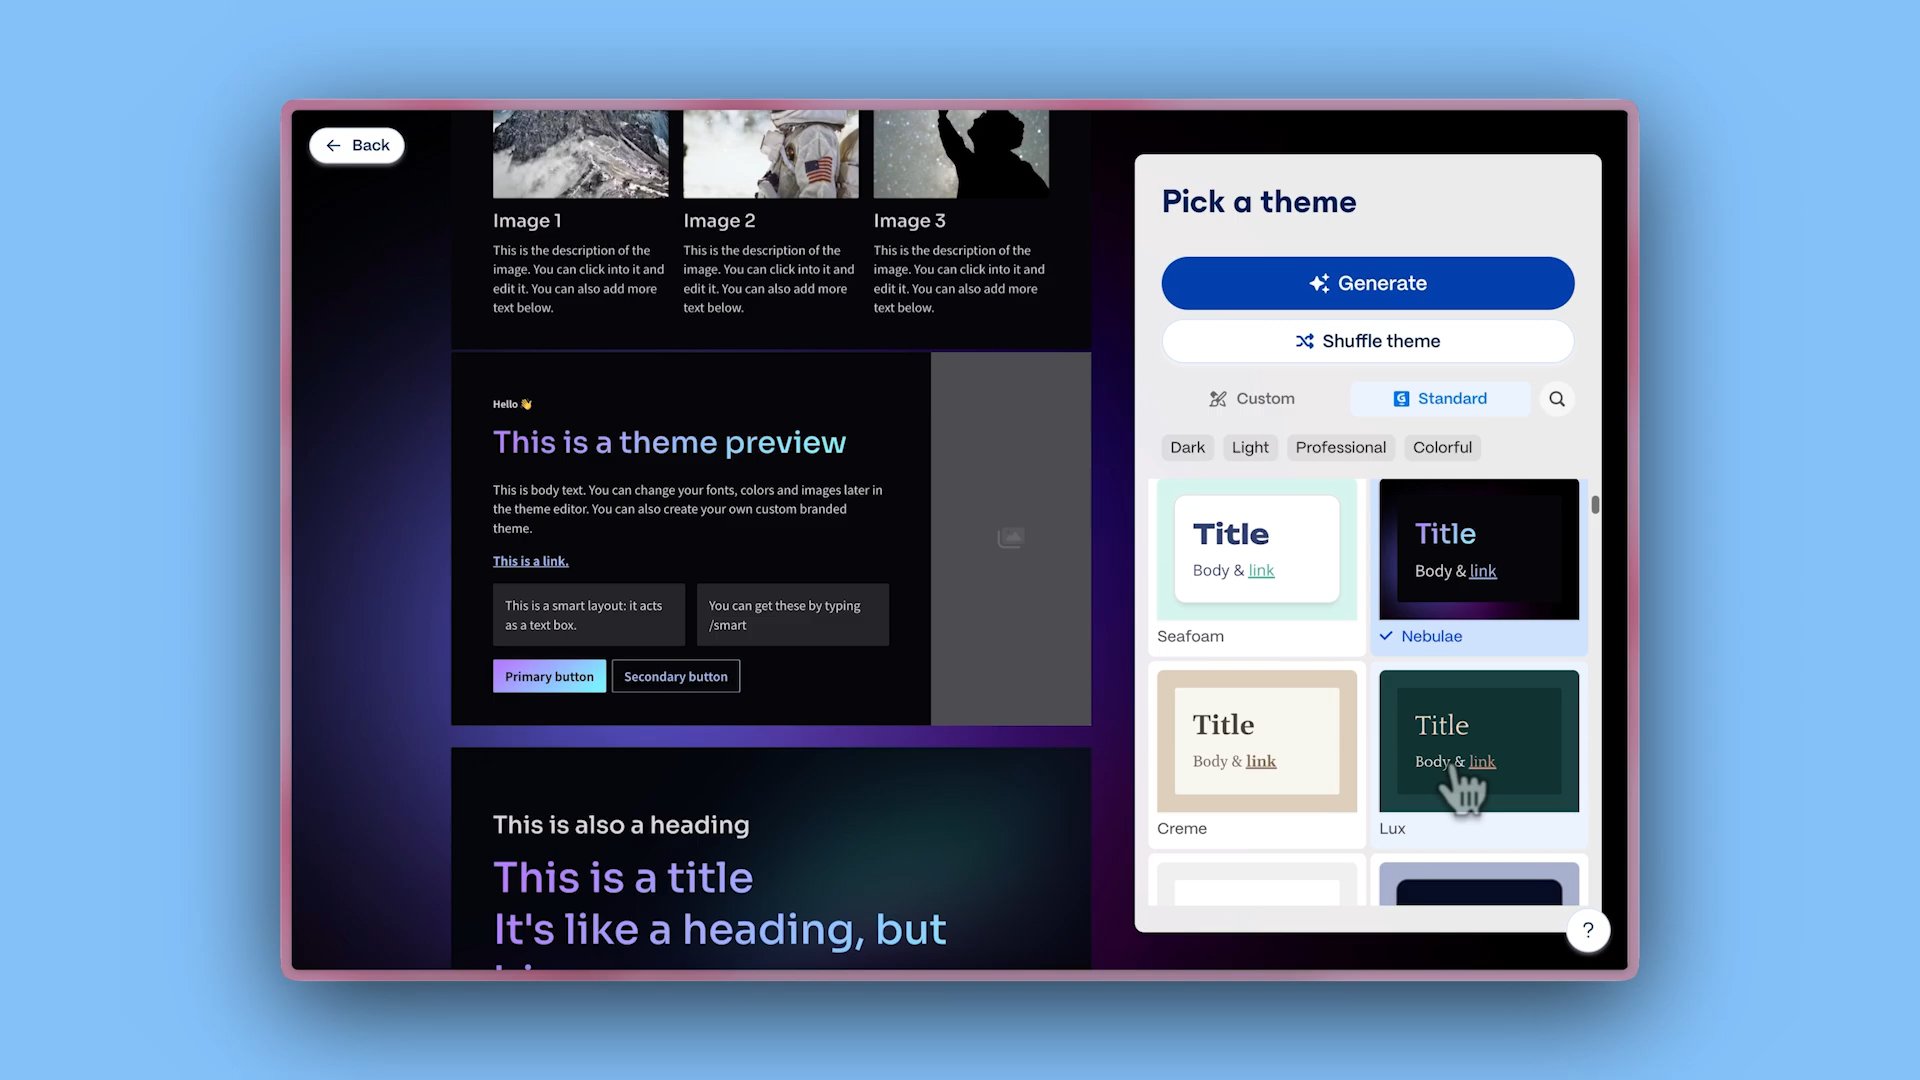 Back
Image 1
Image 2
Image 3
This is the description of the
image. You can click into it and
edit it. You can also add more
text below.
This is the description of the
image. You can click into it and
edit it. You can also add more
text below.
This is the description of the
image. You can click into it and
edit it. You can also add more
text below.
Hello 👋
This is a theme preview
This is body text. You can change your fonts, colors and images later in
the theme editor. You can also create your own custom branded
theme.
This is a link.
This is a smart layout: it acts
as a text box.
You can get these by typing
/smart
Primary button
Secondary button
This is also a heading
This is a title
It's like a heading, but
Pick a theme
Generate
Shuffle theme
Custom
Standard
Dark
Light
Professional
Colorful
Title
Body & link
Seafoam
Title
Body & link
Nebulae
Title
Body & link
Creme
Title
Body & link
Lux
?